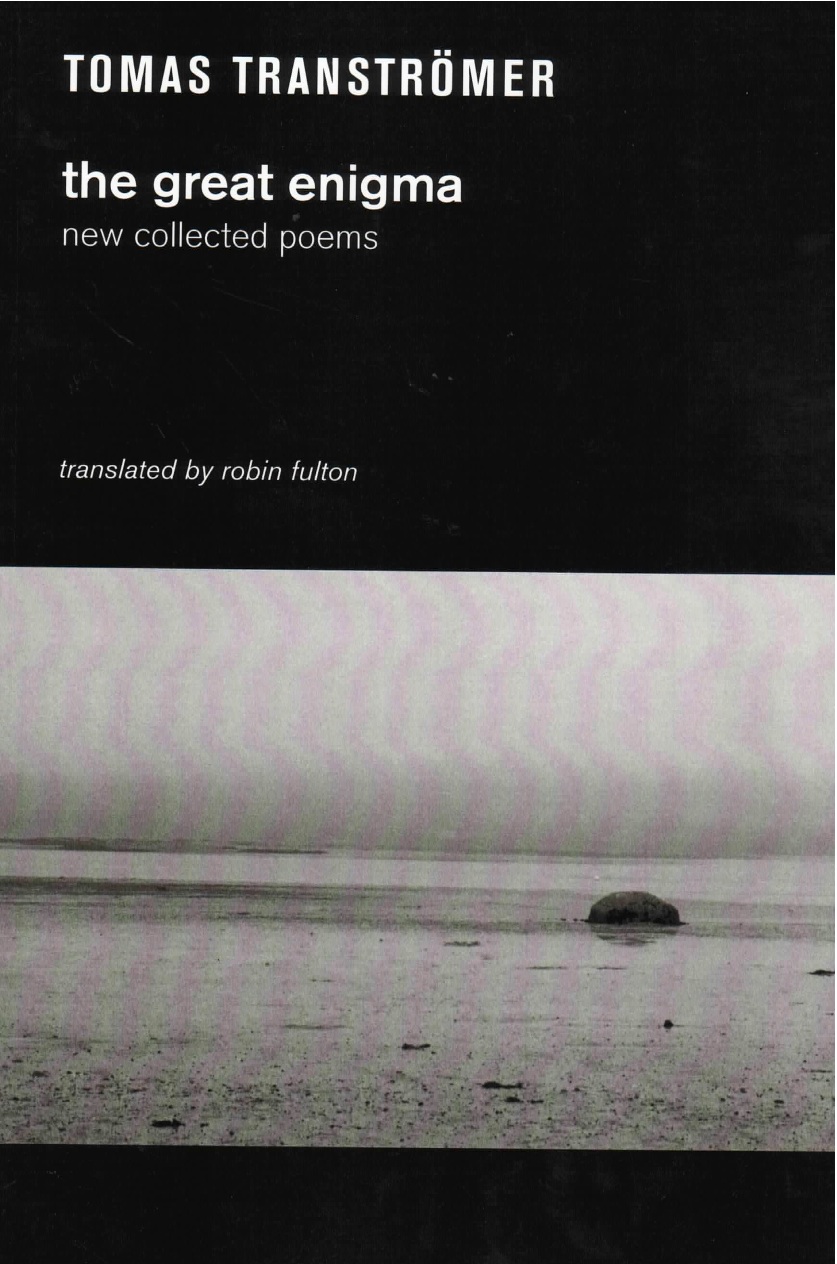 TOMAS TRANSTRÖMER
the great enigma
new collected poems
translated by robin fulton